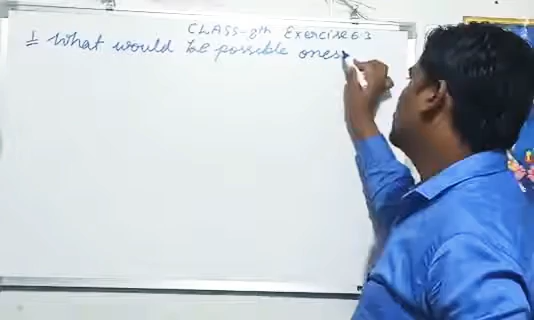 CLASS-8th Exercise 6.3
1= What would be possible ones